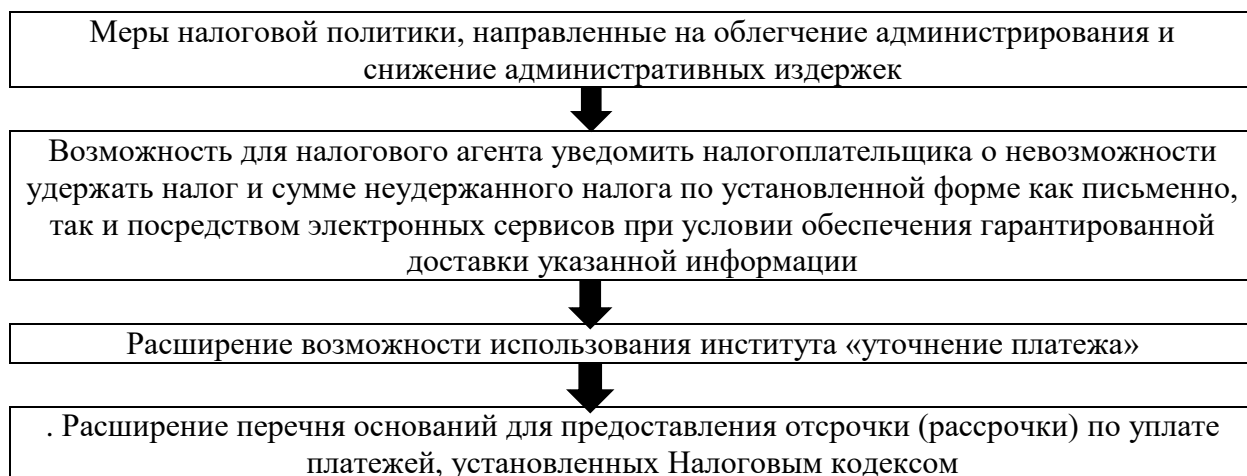 Меры налоговой политики, направленные на облегчение администрирования и
снижение административных издержек
Возможность для налогового агента уведомить налогоплательщика о невозможности
удержать налог и сумме неудержанного налога по установленной форме как письменно,
так и посредством электронных сервисов при условии обеспечения гарантированной
доставки указанной информации
Расширение возможности использования института «уточнение платежа»
. Расширение перечня оснований для предоставления отсрочки (рассрочки) по уплате
платежей, установленных Налоговым кодексом